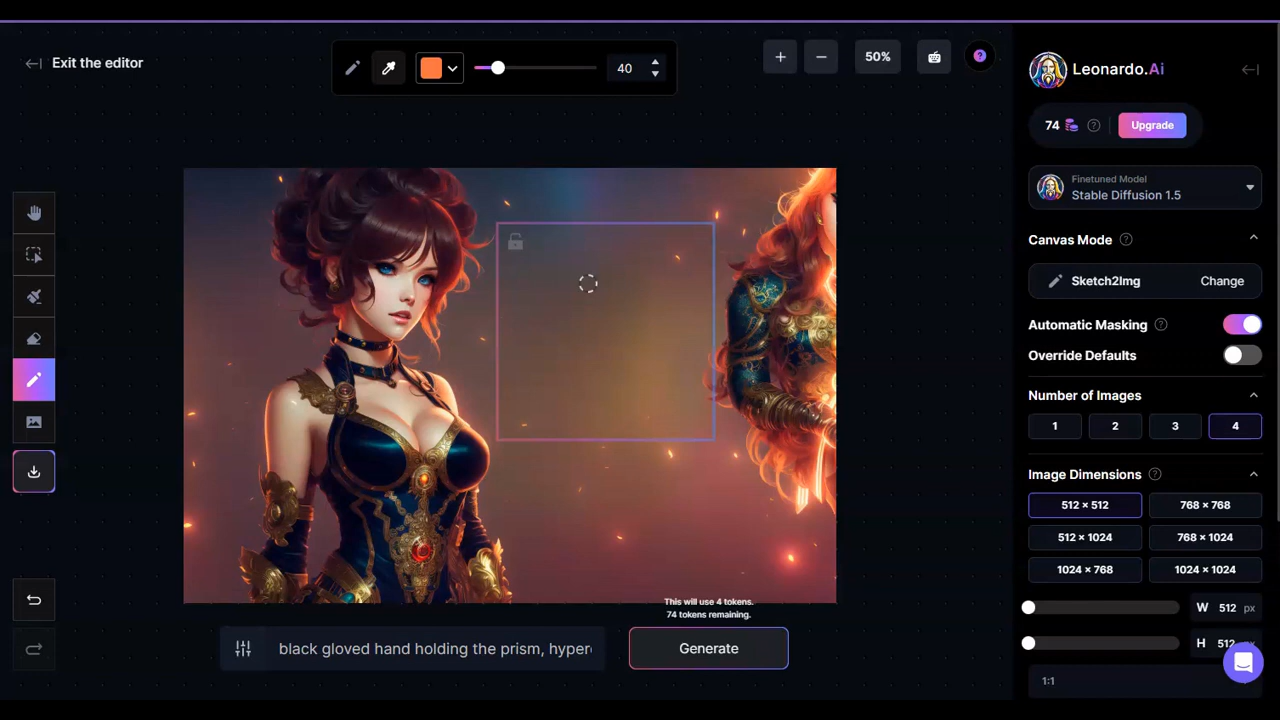 Exit the editor
40
50%
Leonardo.Ai
74
Upgrade
Finetuned Model
Stable Diffusion 1.5
Canvas Mode
Sketch2Img
Change
Automatic Masking
Override Defaults
Number of Images
1 2 3 4
Image Dimensions
512 × 512 768 × 768
512 × 1024 768 × 1024
1024 × 768 1024 × 1024
W 512 px
H 512
1:1
This will use 4 tokens.
74 tokens remaining.
black gloved hand holding the prism, hyper
Generate